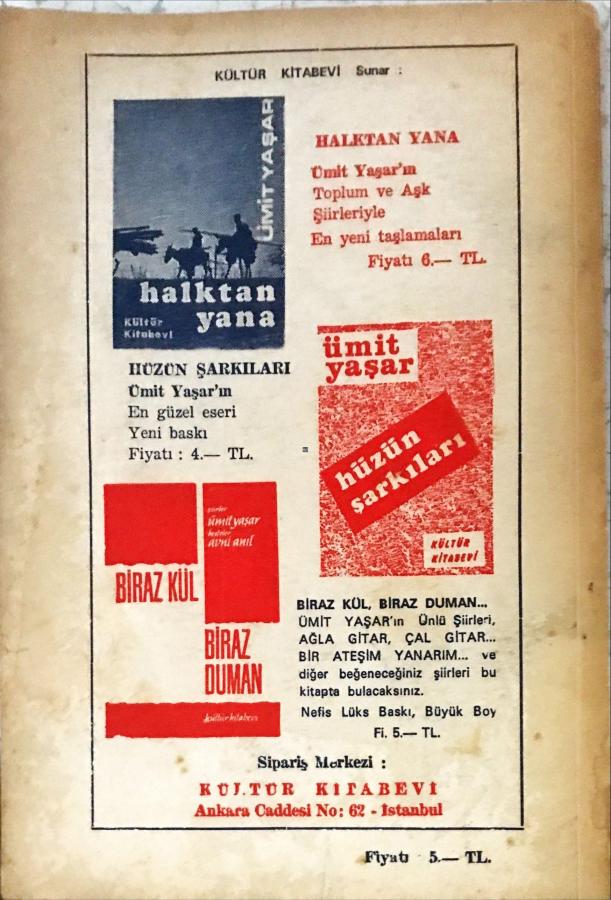 KÜLTÜR KİTABEVİ Sunar :
ÜMİT YAŞAR
halktan
yana
Kültür
Kitabevi
HALKTAN YANA
Ümit Yaşar'ın
Toplum ve Aşk
Şiirleriyle
En yeni taşlamaları
Fiyatı 6.— TL.
HÜZÜN ŞARKILARI
Ümit Yaşar'ın
En güzel eseri
Yeni baskı
Fiyatı : 4.— TL.
ümit
yaşar
hüzün
şarkıları
KÜLTÜR
KİTABEVİ
şiirler
ümit yaşar
besteler
avni anıl
BİRAZ KÜL
BİRAZ
DUMAN
kültür kitabevi
BİRAZ KÜL, BİRAZ DUMAN...
ÜMİT YAŞAR'ın Ünlü Şiirleri,
AĞLA GİTAR, ÇAL GİTAR...
BİR ATEŞİM YANARIM... ve
diğer beğeneceğiniz şiirleri bu
kitapta bulacaksınız.
Nefis Lüks Baskı, Büyük Boy
Fi. 5.— TL.
Sipariş Merkezi :
KÜLTÜR KİTABEVİ
Ankara Caddesi No: 62 - İstanbul
Fiyatı 5.— TL.